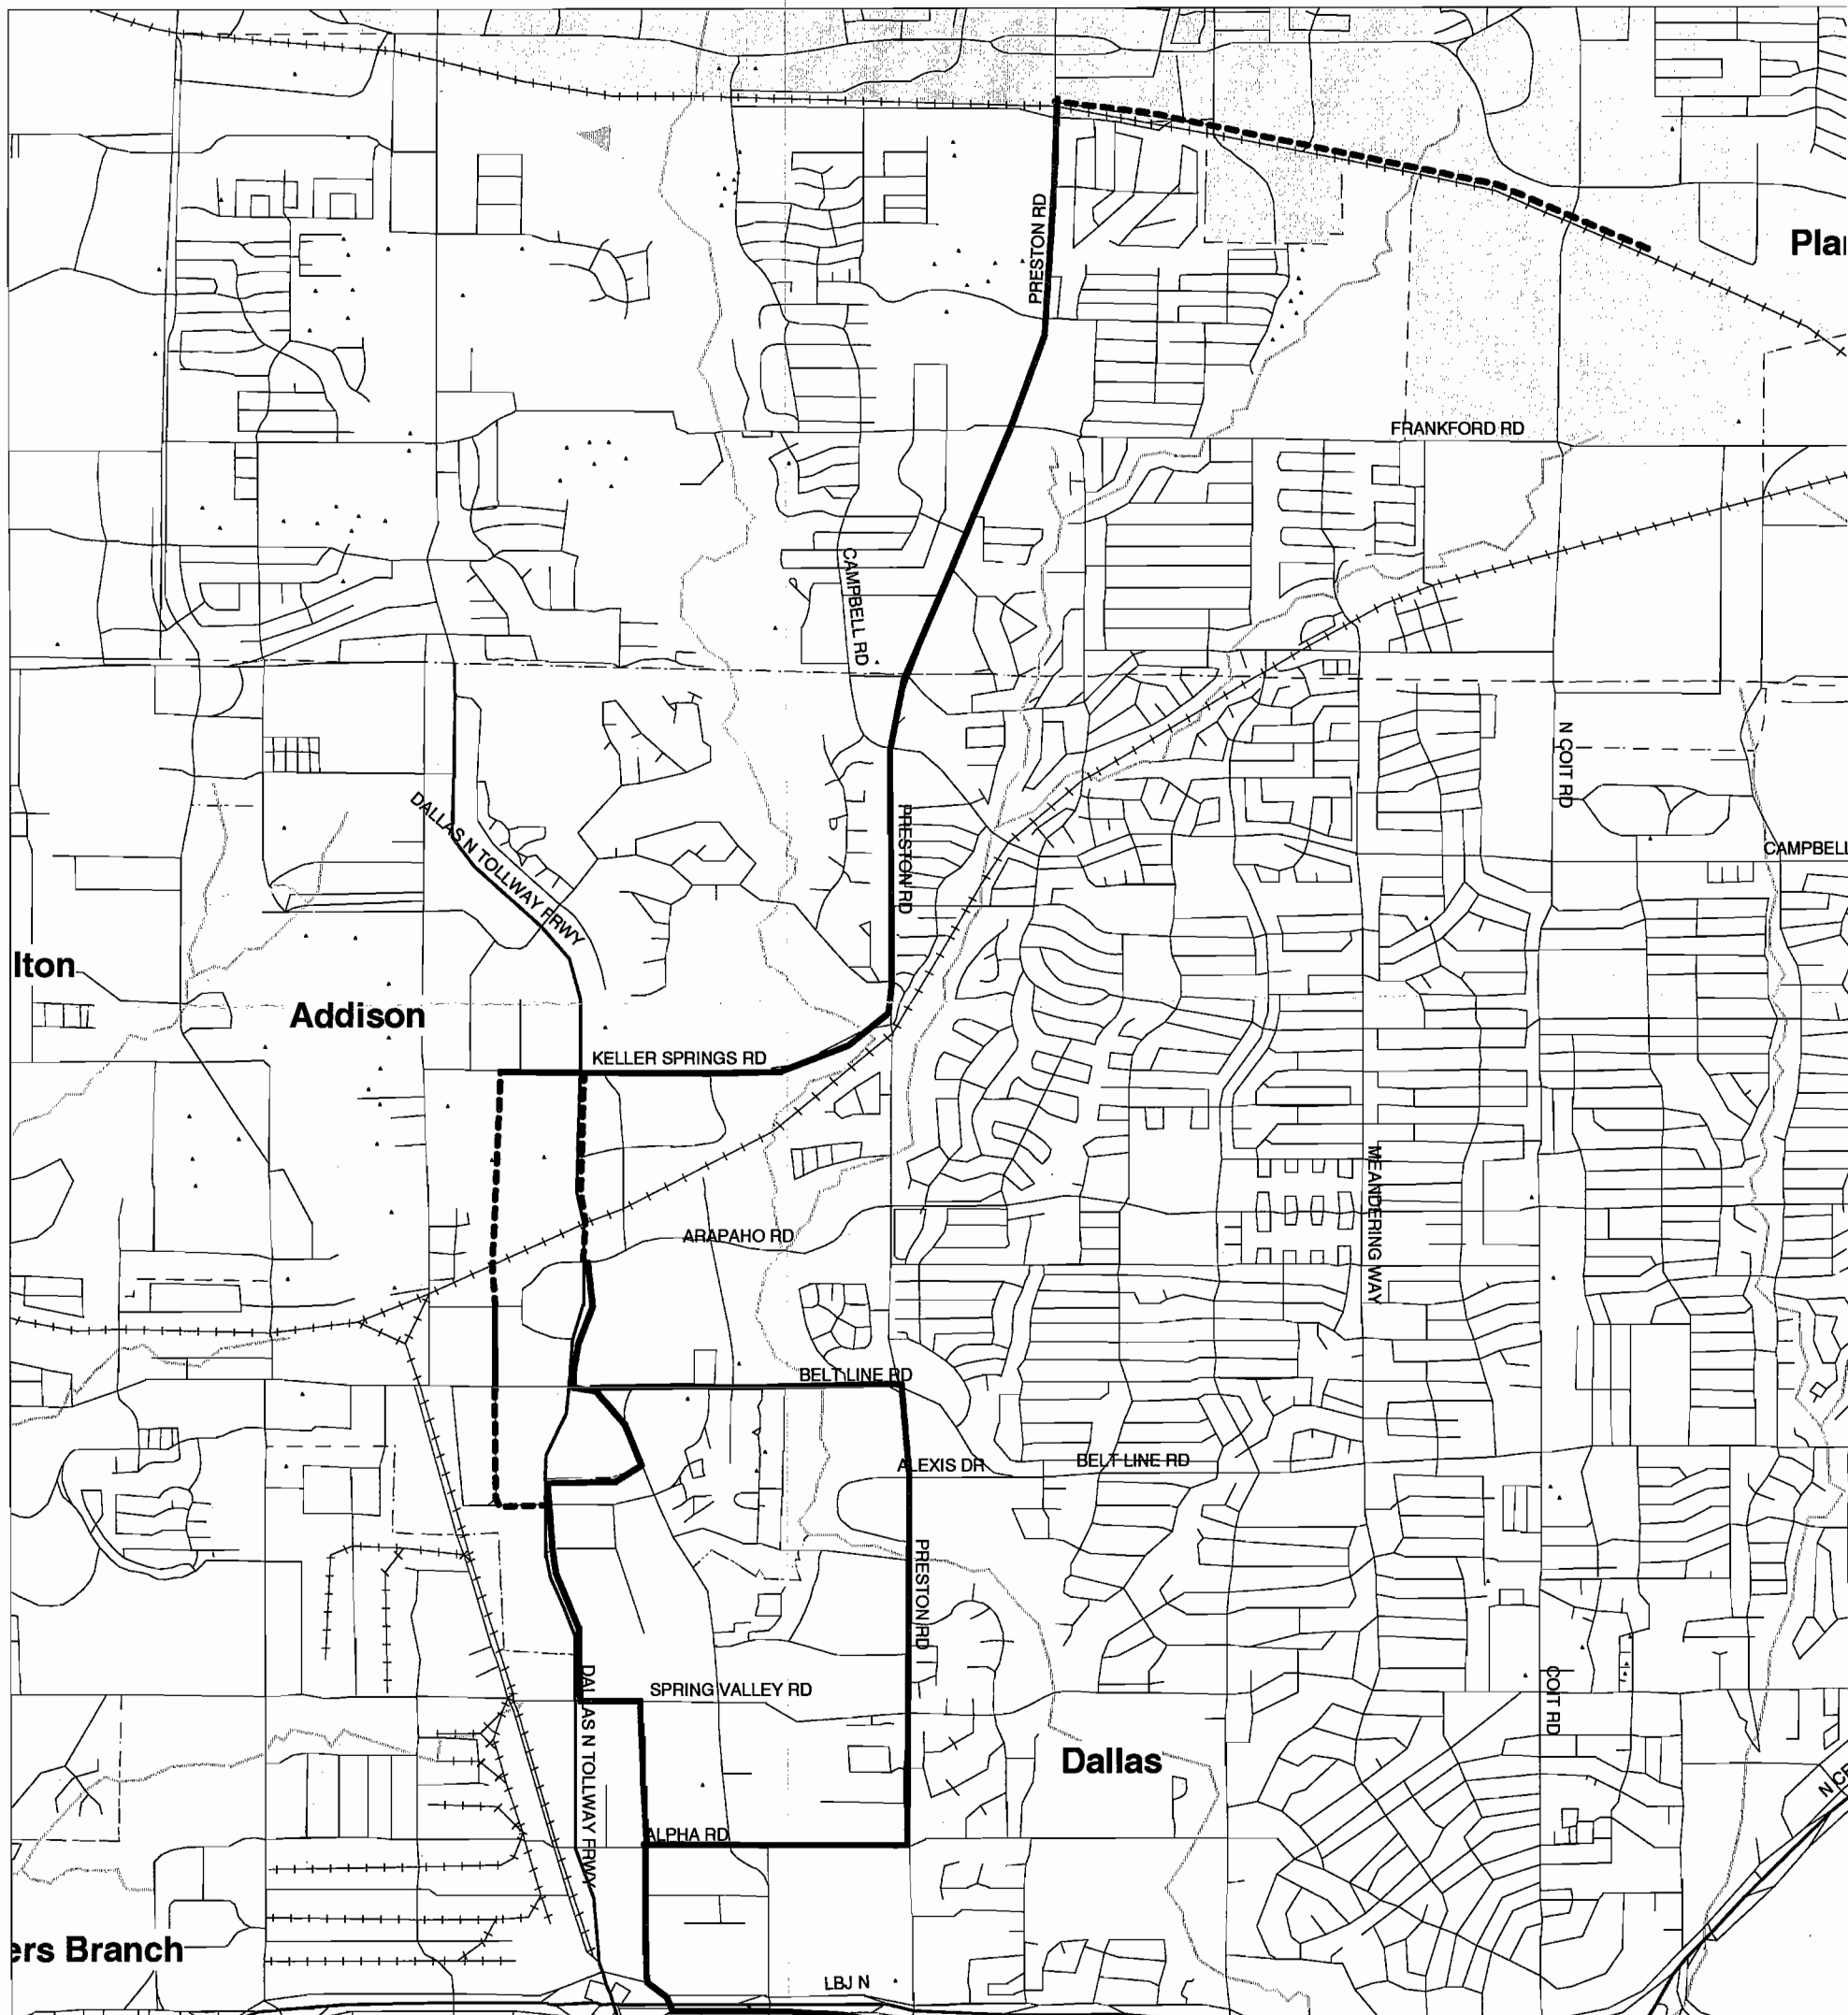 PRESTON RD
Pla
FRANKFORD RD
CAMPBELL RD
N COIT RD
DALLAS N TOLLWAY FRWY
PRESTON RD
CAMPBELL
lton
Addison
KELLER SPRINGS RD
MEANDERING WAY
ARAPAHO RD
BELT LINE RD
ALEXIS DR
BELT LINE RD
PRESTON RD
SPRING VALLEY RD
DALLAS N TOLLWAY FRWY
COIT RD
Dallas
N CE
ALPHA RD
ers Branch
LBJ N